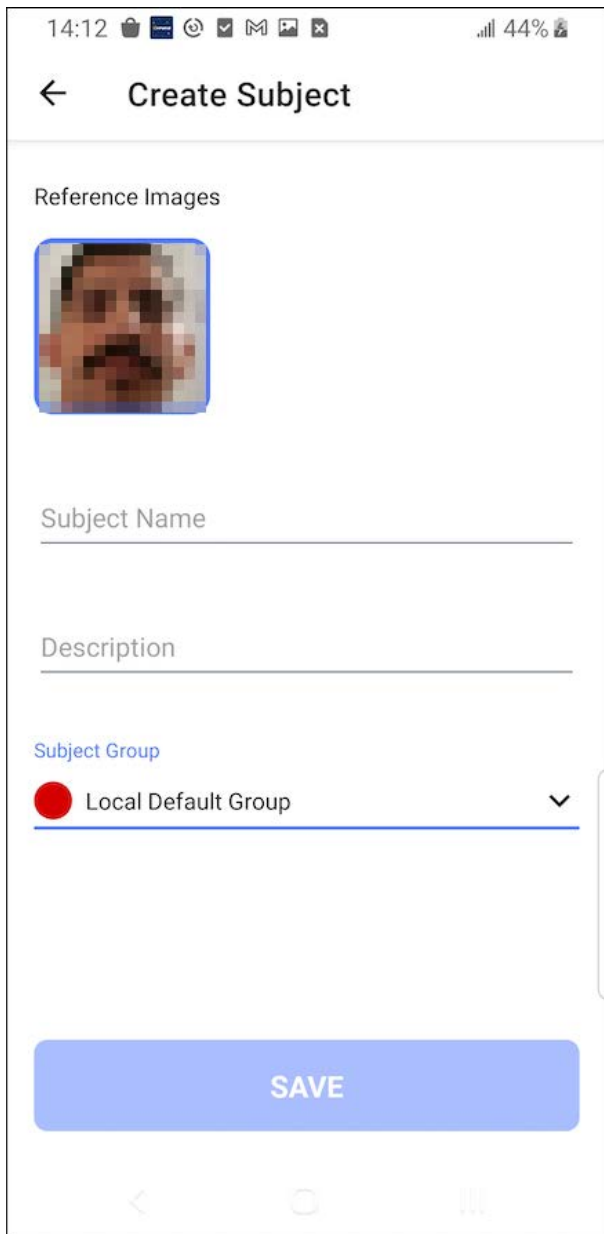 14:12 44%
Create Subject
Reference Images
Subject Name
Description
Subject Group
Local Default Group
SAVE